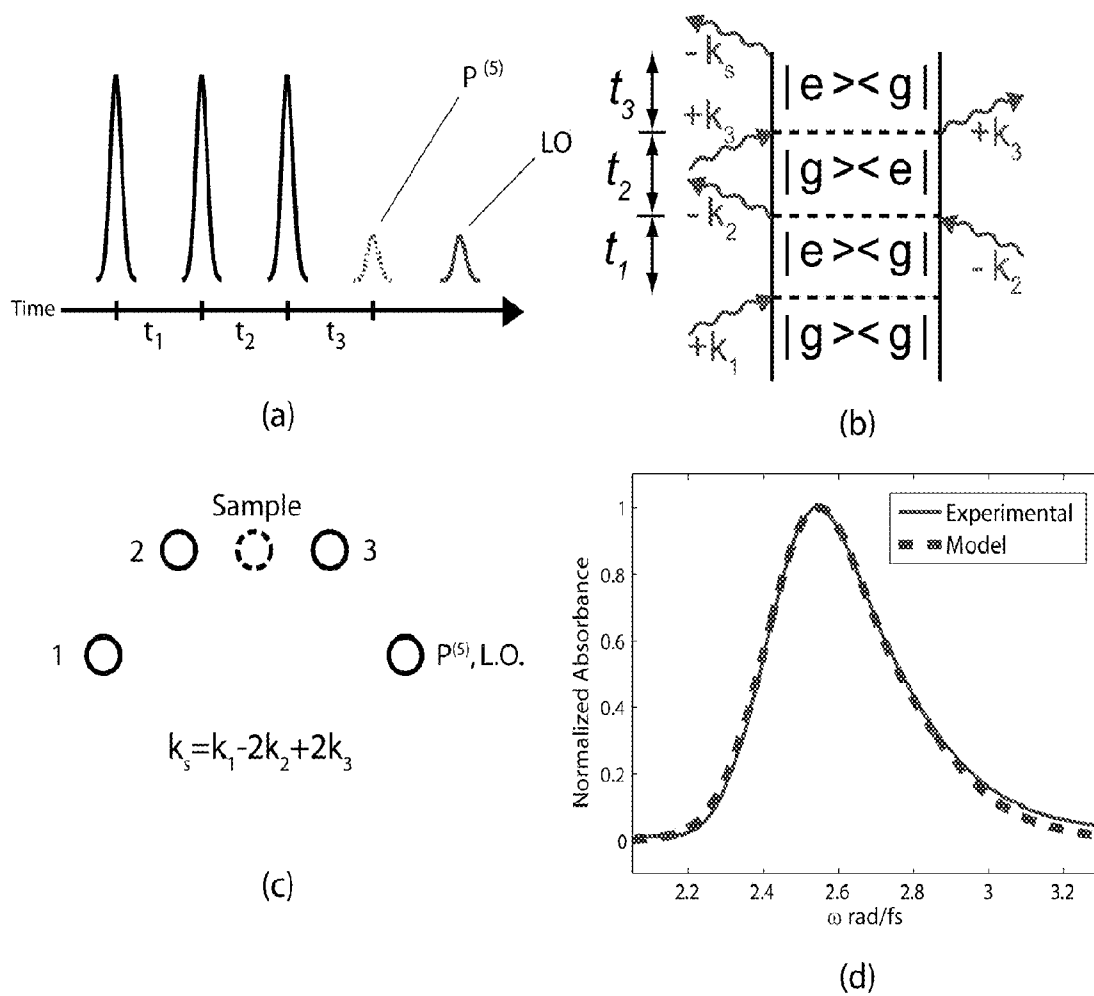 P(5)
LO
Time
t1
t2
t3
(a)
-ks
|e><g|
t3
+k3
+k3
|g><e|
t2
-k2
|e><g|
t1
-k2
+k1
|g><g|
(b)
Sample
2
3
1
P(5), L.O.
ks=k1-2k2+2k3
(c)
Normalized Absorbance
1
0.8
0.6
0.4
0.2
0
Experimental
Model
2.2
2.4
2.6
2.8
3
3.2
ω rad/fs
(d)